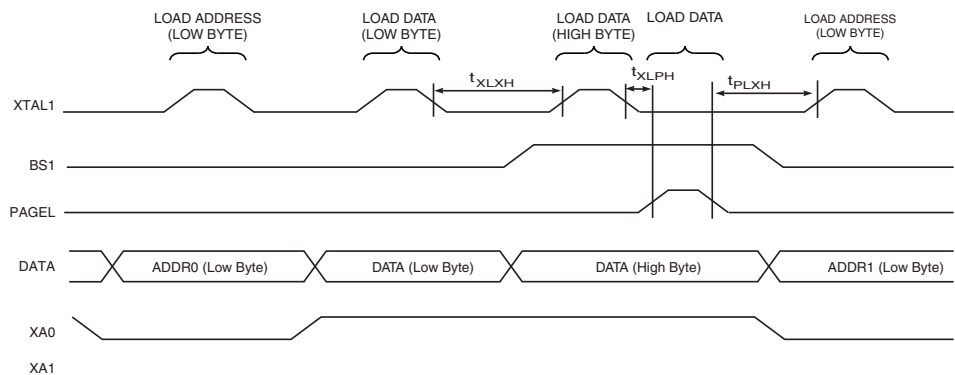 LOAD ADDRESS
(LOW BYTE)
LOAD DATA
(LOW BYTE)
LOAD DATA
(HIGH BYTE)
LOAD DATA
LOAD ADDRESS
(LOW BYTE)
tXLXH
tXLPH
tPLXH
XTAL1
BS1
PAGEL
DATA
ADDR0 (Low Byte)
DATA (Low Byte)
DATA (High Byte)
ADDR1 (Low Byte)
XA0
XA1